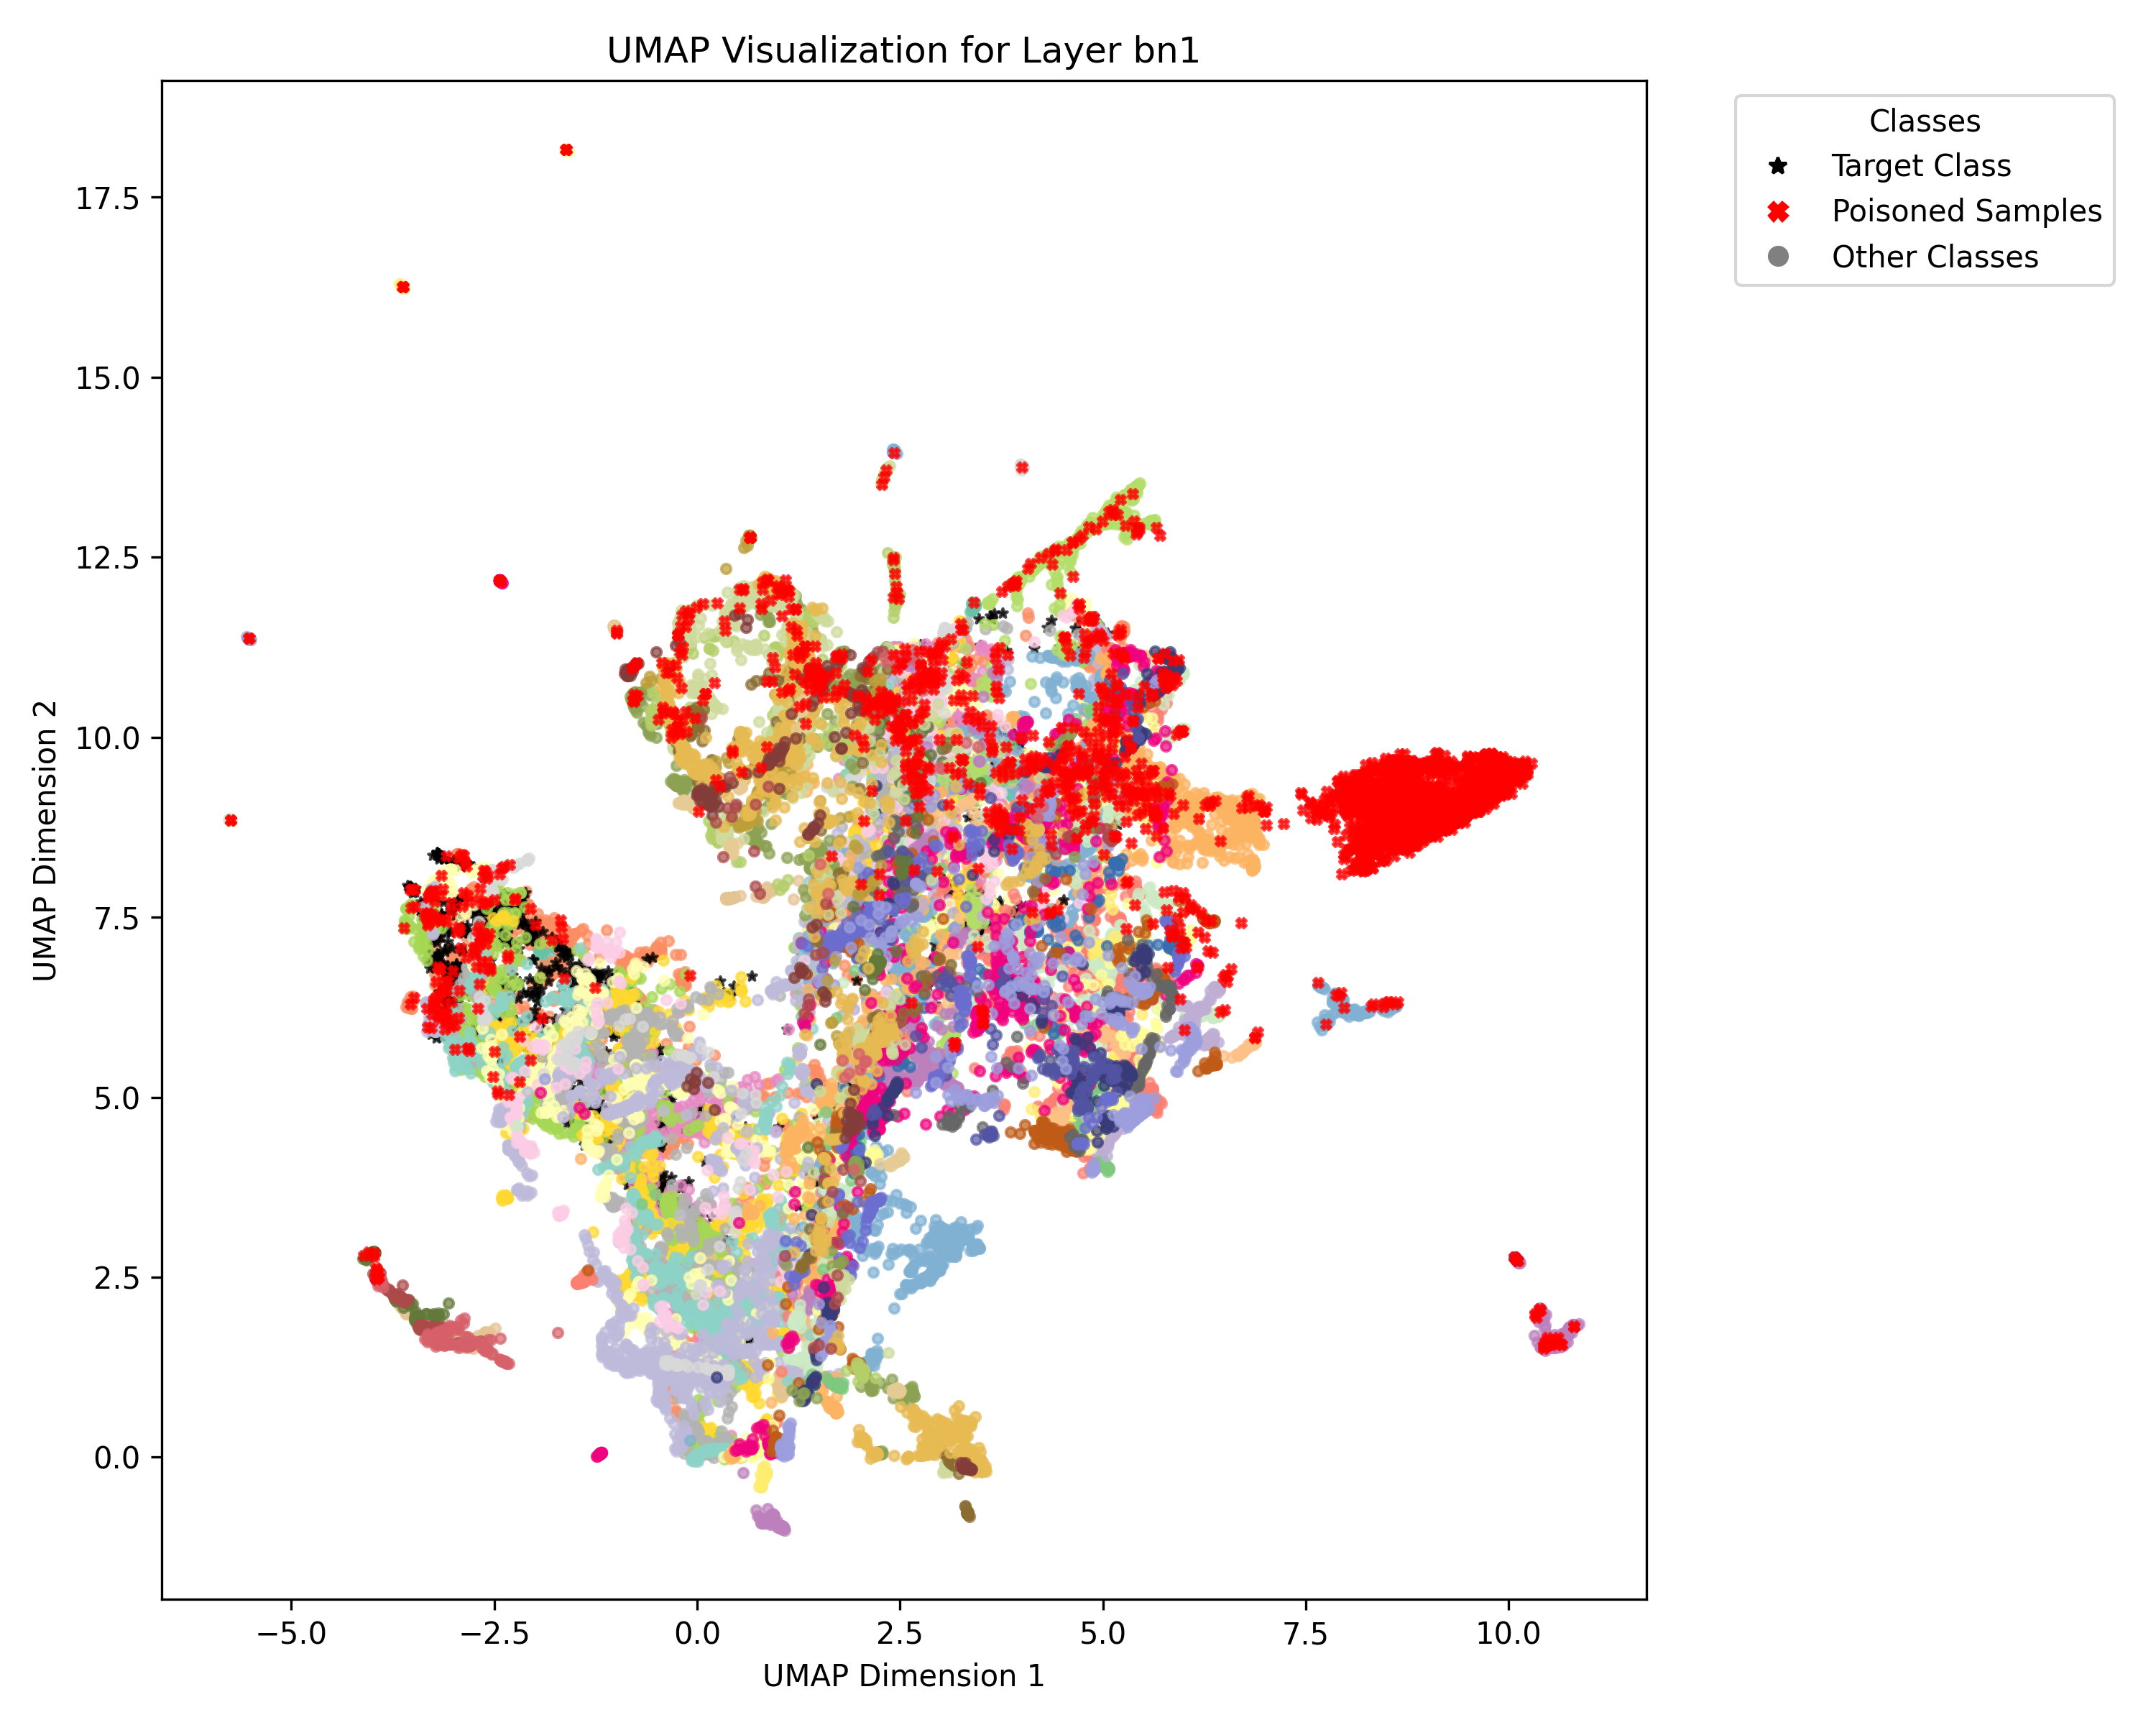 UMAP Visualization for Layer bn1
Classes
Target Class
Poisoned Samples
Other Classes
UMAP Dimension 2
17.5
15.0
12.5
10.0
7.5
5.0
2.5
0.0
−5.0
−2.5
0.0
2.5
5.0
7.5
10.0
UMAP Dimension 1